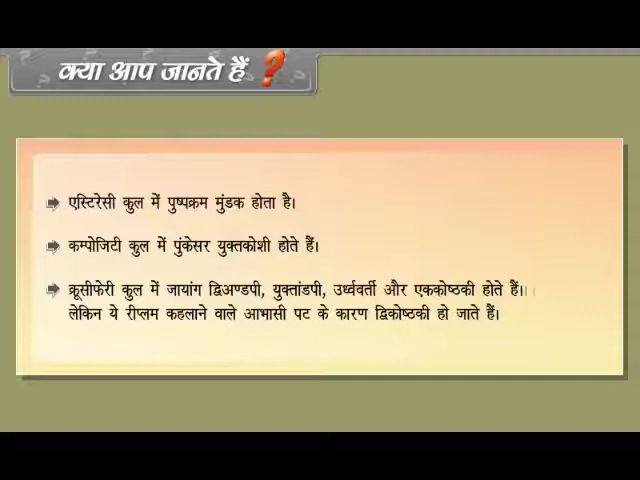 क्या आप जानते हैं ?
एस्टिरेसी कुल में पुष्पक्रम मुंडक होता है।
कम्पोजिटी कुल में पुंकेसर युक्तकोशी होते हैं।
क्रूसीफेरी कुल में जायांग द्विअण्डपी, युक्तांडपी, उर्ध्ववर्ती और एककोष्ठकी होते हैं।
लेकिन ये रीप्लम कहलाने वाले आभासी पट के कारण द्विकोष्ठकी हो जाते हैं।